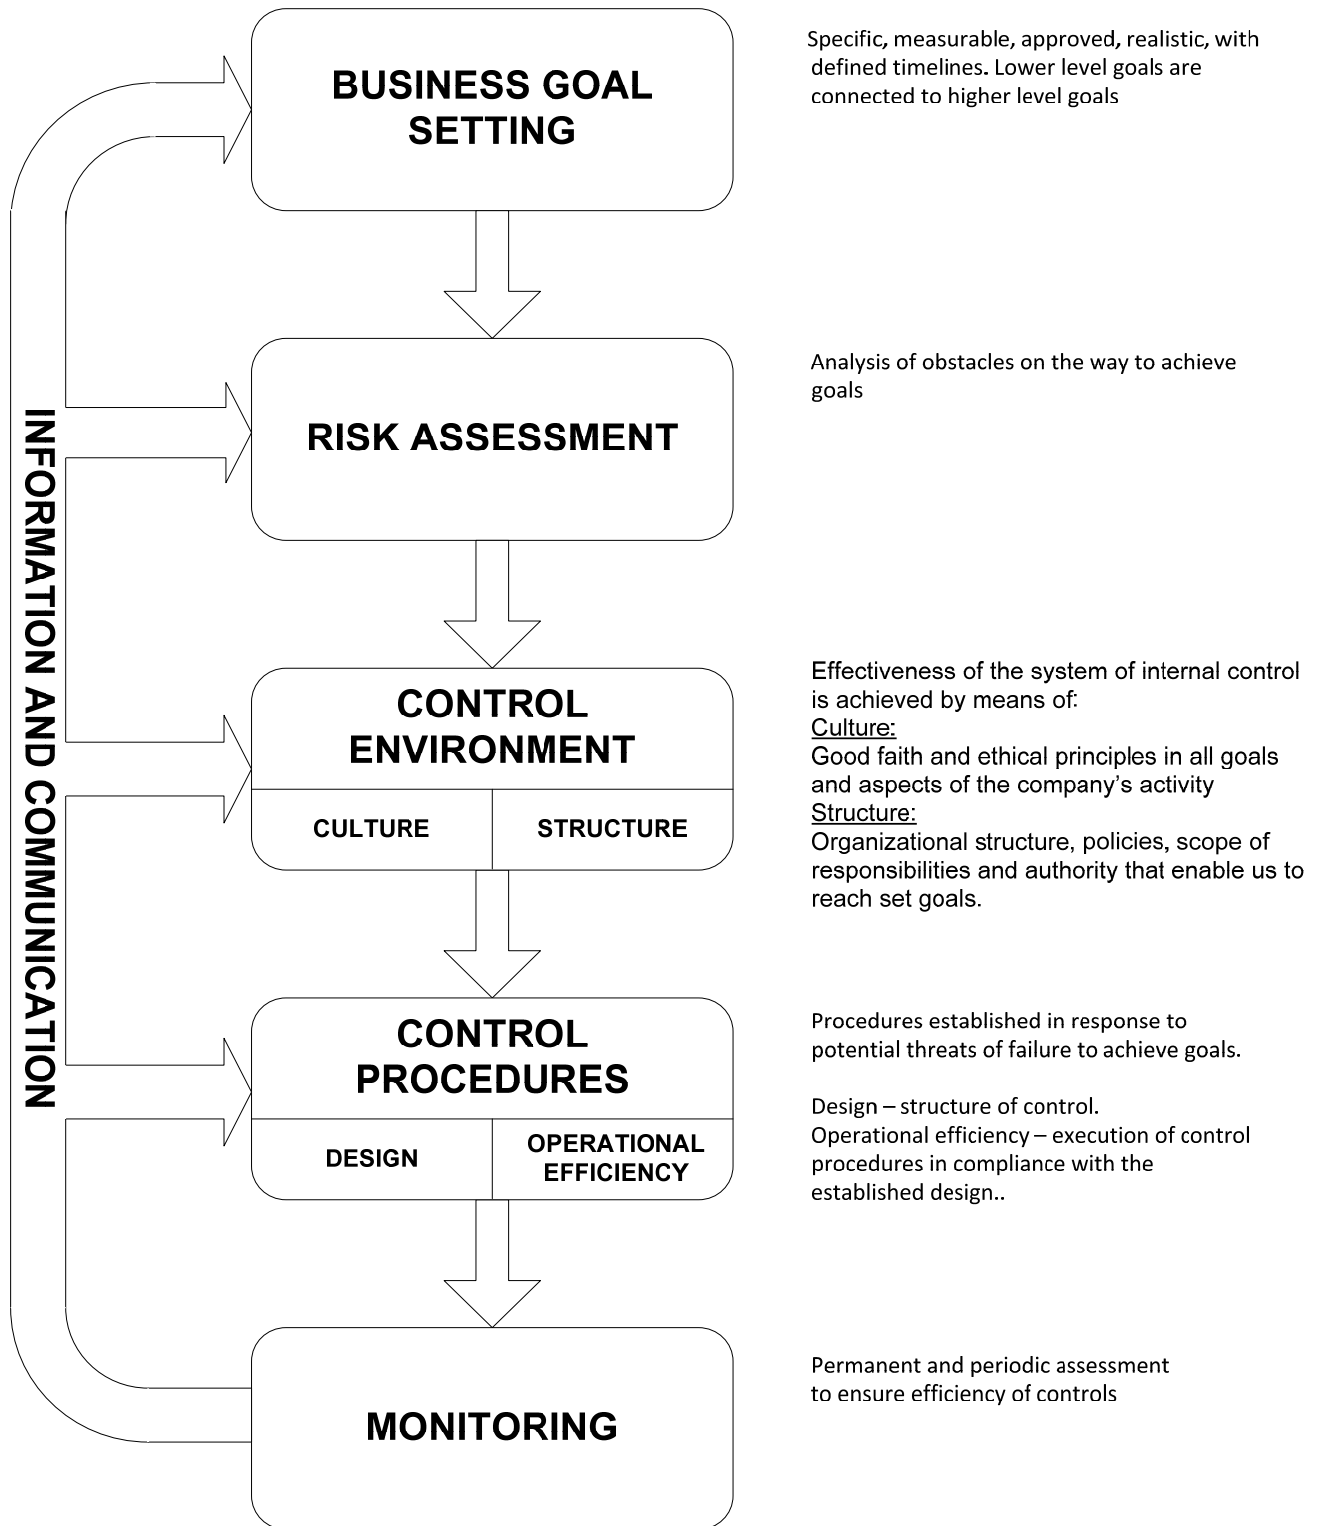 BUSINESS GOAL
SETTING
Specific, measurable, approved, realistic, with
defined timelines. Lower level goals are
connected to higher level goals
RISK ASSESSMENT
Analysis of obstacles on the way to achieve
goals
CONTROL
ENVIRONMENT
CULTURE
STRUCTURE
Effectiveness of the system of internal control
is achieved by means of:
Culture:
Good faith and ethical principles in all goals
and aspects of the company’s activity
Structure:
Organizational structure, policies, scope of
responsibilities and authority that enable us to
reach set goals.
CONTROL
PROCEDURES
DESIGN
OPERATIONAL
EFFICIENCY
Procedures established in response to
potential threats of failure to achieve goals.
Design – structure of control.
Operational efficiency – execution of control
procedures in compliance with the
established design..
MONITORING
Permanent and periodic assessment
to ensure efficiency of controls
INFORMATION AND COMMUNICATION